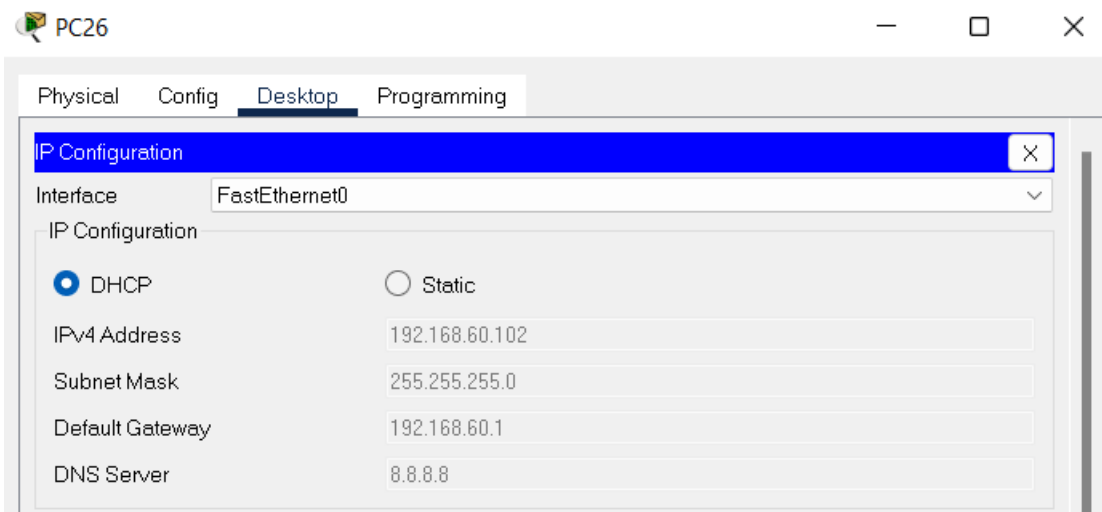 PC26
Physical Config Desktop Programming
IP Configuration X
Interface FastEthernet0
IP Configuration
DHCP Static
IPv4 Address 192.168.60.102
Subnet Mask 255.255.255.0
Default Gateway 192.168.60.1
DNS Server 8.8.8.8